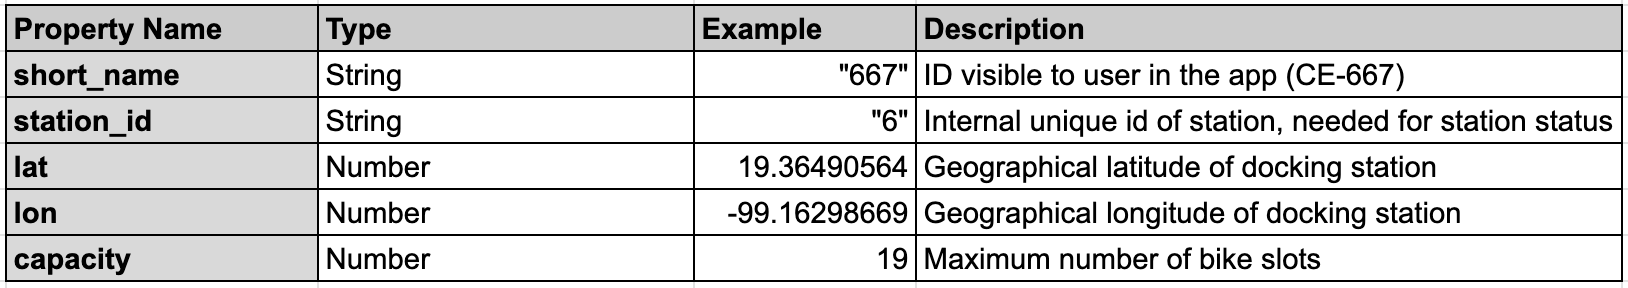 Property Name Type Example Description
short_name String "667" ID visible to user in the app (CE-667)
station_id String "6" Internal unique id of station, needed for station status
lat Number 19.36490564 Geographical latitude of docking station
lon Number -99.16298669 Geographical longitude of docking station
capacity Number 19 Maximum number of bike slots